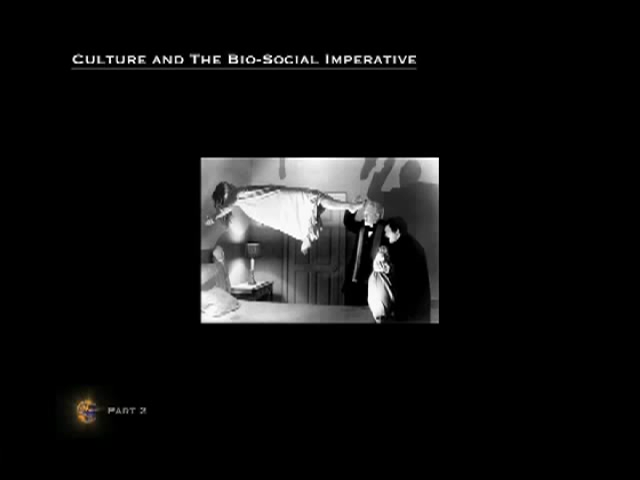 CULTURE AND THE BIO-SOCIAL IMPERATIVE
PART 2